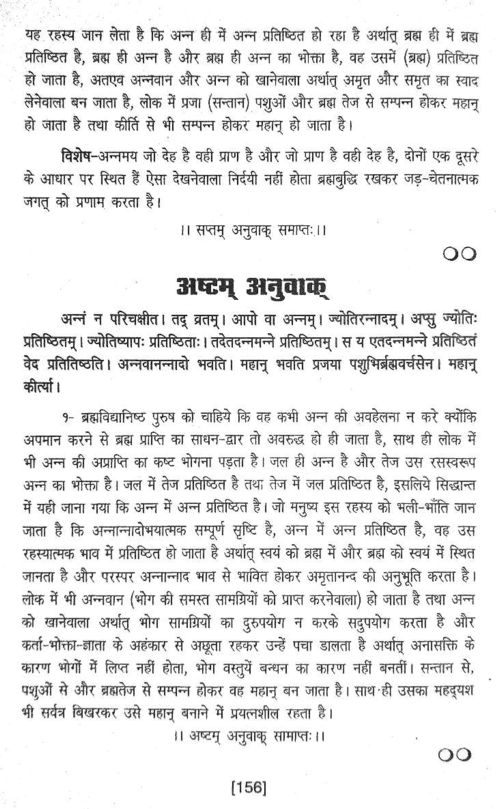 यह रहस्य जान लेता है कि अन्न ही में अन्न प्रतिष्ठित हो रहा है अर्थात् ब्रह्म ही में ब्रह्म
प्रतिष्ठित है, ब्रह्म ही अन्न है और ब्रह्म ही अन्न का भोक्ता है, वह उसमें (ब्रह्म) प्रतिष्ठित
हो जाता है, अतएव अन्नवान और अन्न को खानेवाला अर्थात् अमृत और समृत का स्वाद
लेनेवाला बन जाता है, लोक में प्रजा (सन्तान) पशुओं और ब्रह्म तेज से सम्पन्न होकर महान्
हो जाता है तथा कीर्ति से भी सम्पन्न होकर महान् हो जाता है।
विशेष-अन्नमय जो देह है वही प्राण है और जो प्राण है वही देह है, दोनों एक दूसरे
के आधार पर स्थित हैं ऐसा देखनेवाला निर्दयी नहीं होता ब्रह्मबुद्धि रखकर जड़-चेतनात्मक
जगत् को प्रणाम करता है।
।। सप्तम् अनुवाक् समाप्तः।।
अष्टम् अनुवाक्
अन्नं न परिचक्षीत। तद् व्रतम्। आपो वा अन्नम्। ज्योतिरन्नादम्। अप्सु ज्योतिः
प्रतिष्ठितम्। ज्योतिष्यापः प्रतिष्ठिताः। तदेतदन्नमन्ने प्रतिष्ठितम्। स य एतदन्नमन्ने प्रतिष्ठितं
वेद प्रतितिष्ठति। अन्नवानन्नादो भवति। महान् भवति प्रजया पशुभिर्ब्रह्मवर्चसेन। महान्
कीर्त्या।
१- ब्रह्मविद्यानिष्ठ पुरुष को चाहिये कि वह कभी अन्न की अवहेलना न करे क्योंकि
अपमान करने से ब्रह्म प्राप्ति का साधन-द्वार तो अवरुद्ध हो ही जाता है, साथ ही लोक में
भी अन्न की अप्राप्ति का कष्ट भोगना पड़ता है। जल ही अन्न है और तेज उस रसस्वरूप
अन्न का भोक्ता है। जल में तेज प्रतिष्ठित है तथा तेज में जल प्रतिष्ठित है, इसलिये सिद्धान्त
में यही जाना गया कि अन्न में अन्न प्रतिष्ठित है। जो मनुष्य इस रहस्य को भली-भाँति जान
जाता है कि अन्नान्नादोभयात्मक सम्पूर्ण सृष्टि है, अन्न में अन्न प्रतिष्ठित है, वह उस
रहस्यात्मक भाव में प्रतिष्ठित हो जाता है अर्थात् स्वयं को ब्रह्म में और ब्रह्म को स्वयं में स्थित
जानता है और परस्पर अन्नान्नाद भाव से भावित होकर अमृतानन्द की अनुभूति करता है।
लोक में भी अन्नवान (भोग की समस्त सामग्रियों को प्राप्त करनेवाला) हो जाता है तथा अन्न
को खानेवाला अर्थात् भोग सामग्रियों का दुरुपयोग न करके सदुपयोग करता है और
कर्ता-भोक्ता-ज्ञाता के अहंकार से अछूता रहकर उन्हें पचा डालता है अर्थात् अनासक्ति के
कारण भोगों में लिप्त नहीं होता, भोग वस्तुयें बन्धन का कारण नहीं बनतीं। सन्तान से,
पशुओं से और ब्रह्मतेज से सम्पन्न होकर वह महान् बन जाता है। साथ ही उसका महद्यश
भी सर्वत्र बिखरकर उसे महान् बनाने में प्रयत्नशील रहता है।
।। अष्टम् अनुवाक् सामाप्तः।।
[156]